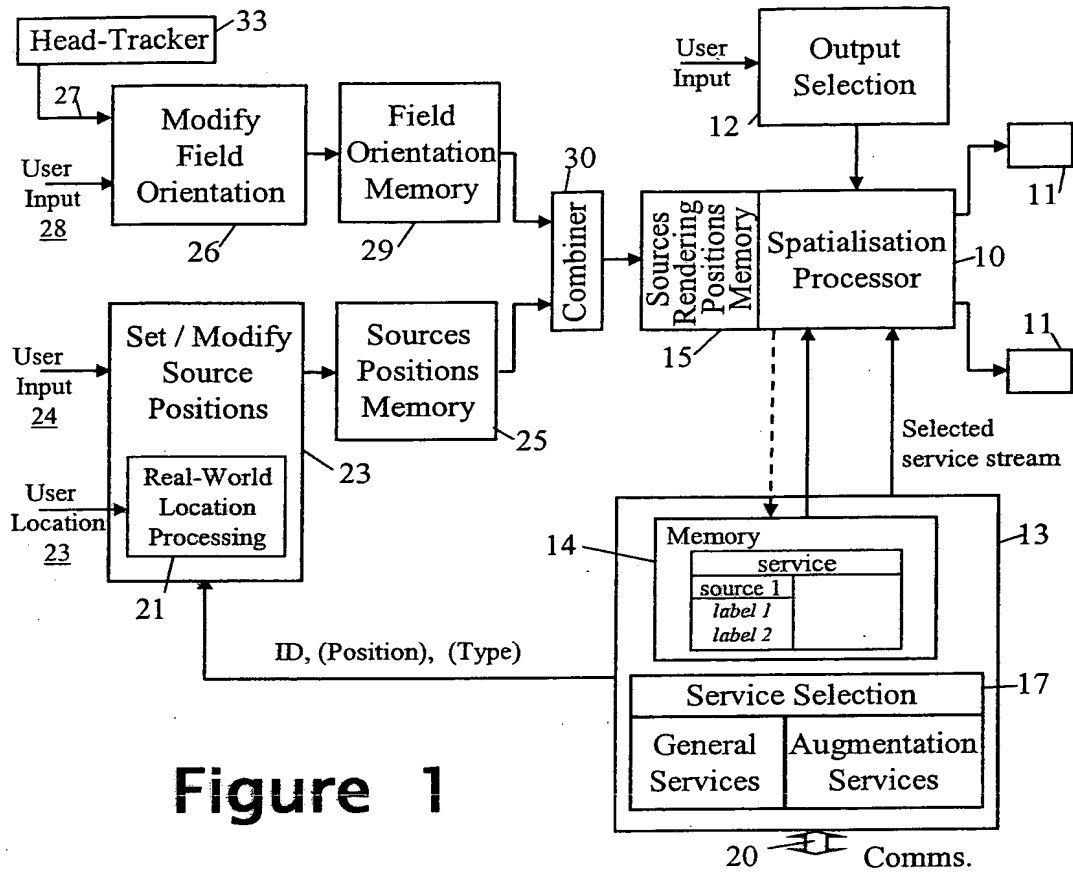 Head-Tracker
33
27
Modify
Field
Orientation
User
Input
28
26
Field
Orientation
Memory
29
30
Combiner
User
Input
Output
Selection
12
Sources
Rendering
Positions
Memory
15
Spatialisation
Processor
10
11
11
Set / Modify
Source
Positions
User
Input
24
Sources
Positions
Memory
25
23
Real-World
Location
Processing
User
Location
23
21
ID, (Position), (Type)
Selected
service stream
13
14
Memory
service
source 1
label 1
label 2
17
Service Selection
General
Services
Augmentation
Services
20
Comms.
Figure 1